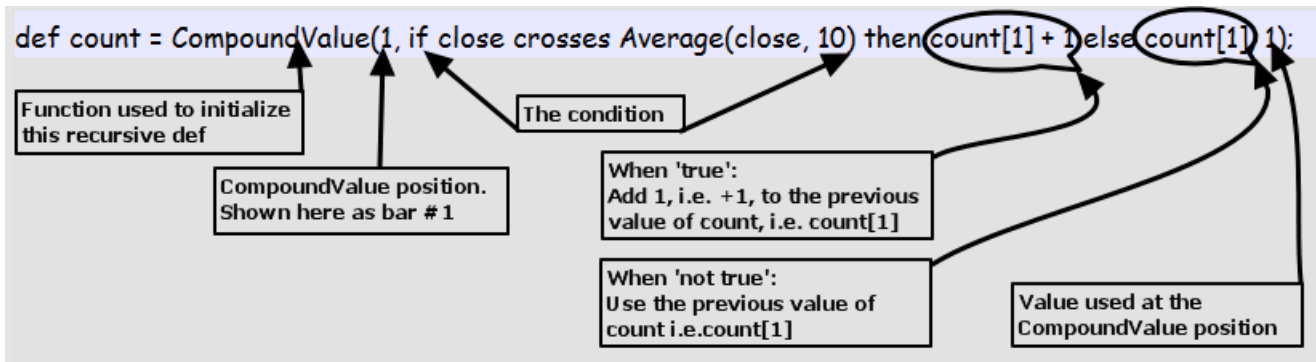 def count = CompoundValue(1, if close crosses Average(close, 10) then count[1] + 1 else count[1], 1);
Function used to initialize
this recursive def
The condition
CompoundValue position.
Shown here as bar # 1
When 'true':
Add 1, i.e. +1, to the previous
value of count, i.e. count[1]
When 'not true':
Use the previous value of
count i.e.count[1]
Value used at the
CompoundValue position